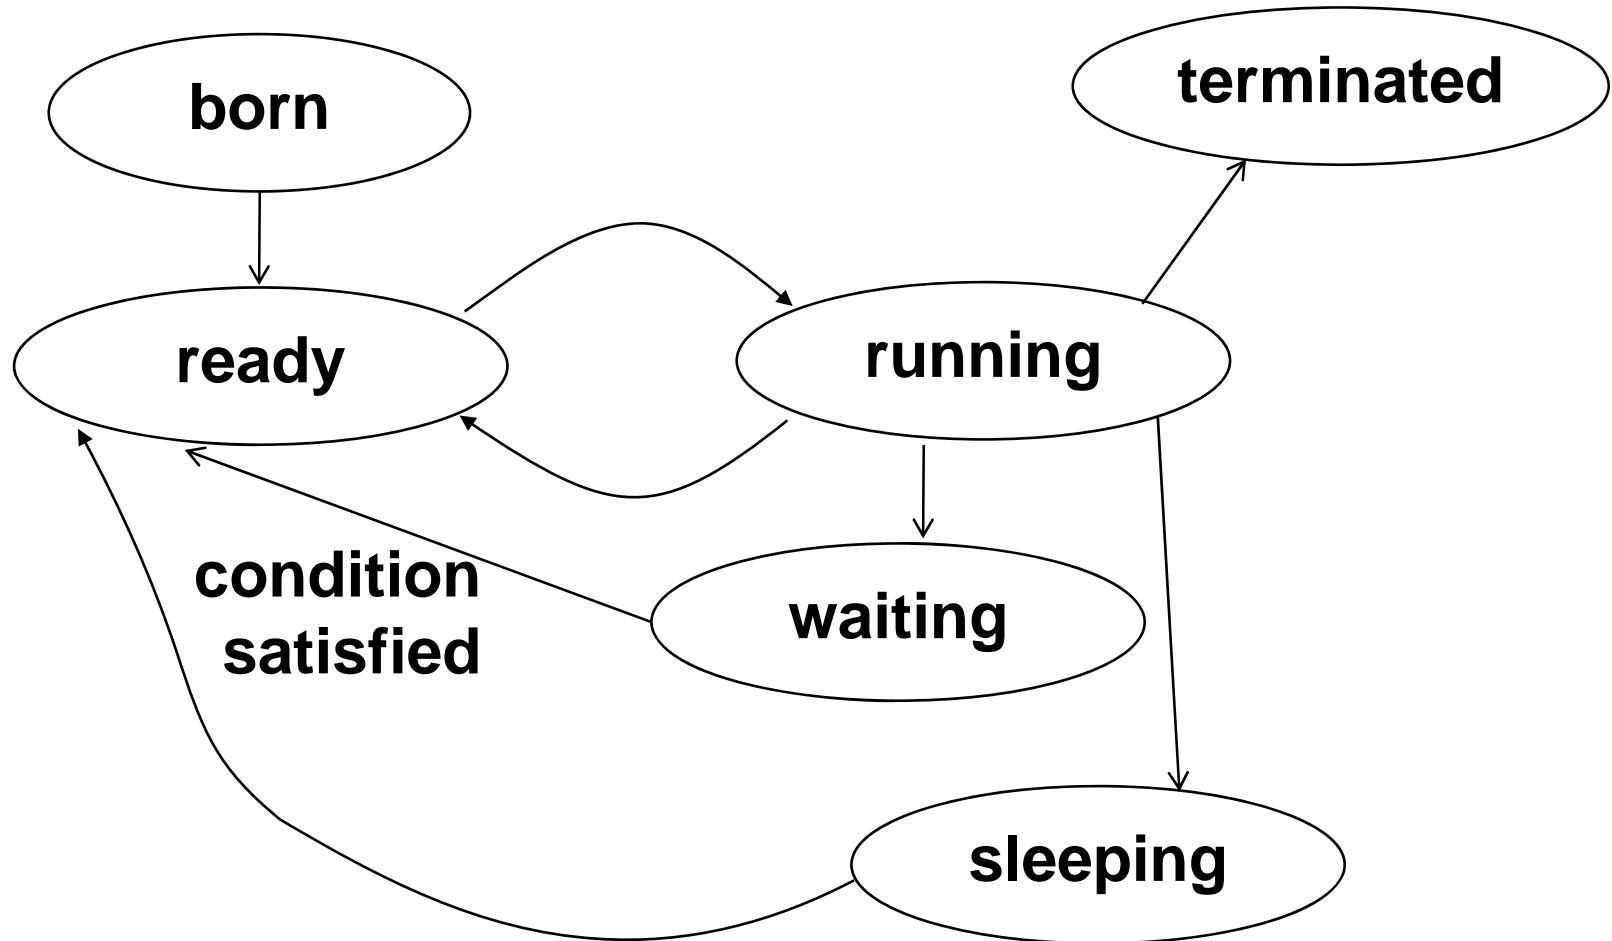 born
terminated
ready
running
condition
satisfied
waiting
sleeping